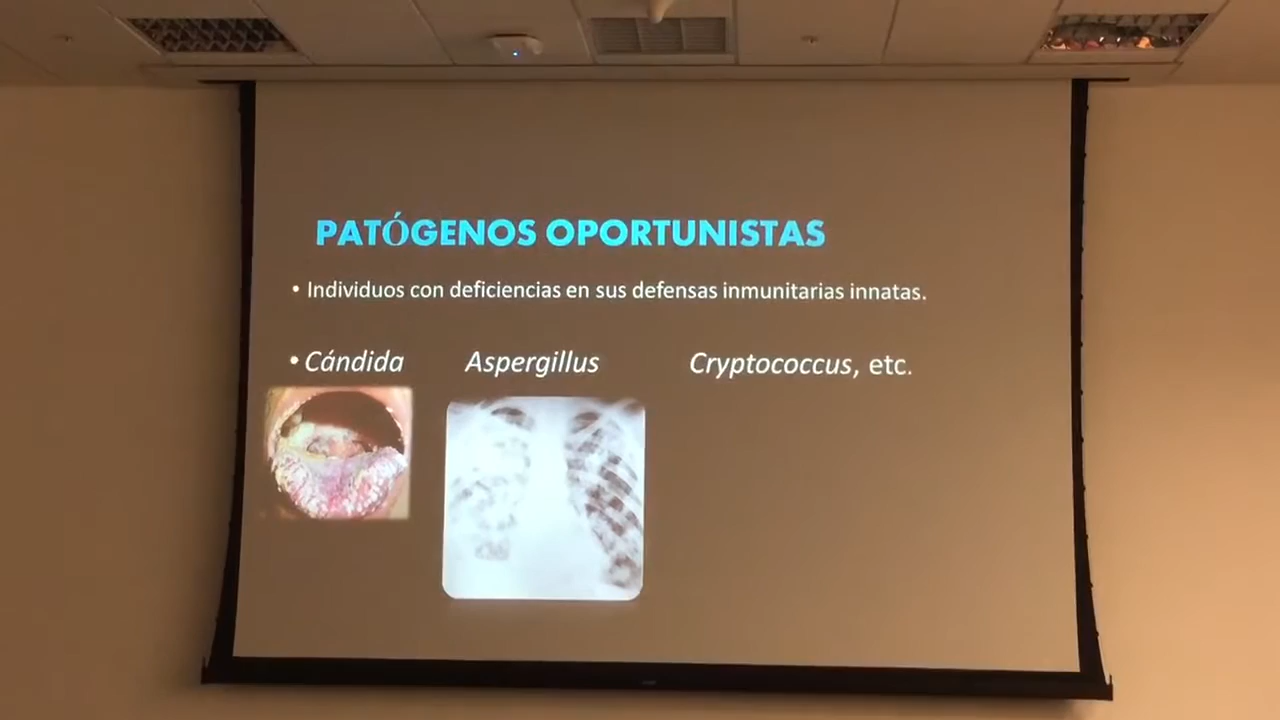 PATÓGENOS OPORTUNISTAS
• Individuos con deficiencias en sus defensas inmunitarias innatas.
• Cándida Aspergillus Cryptococcus, etc.